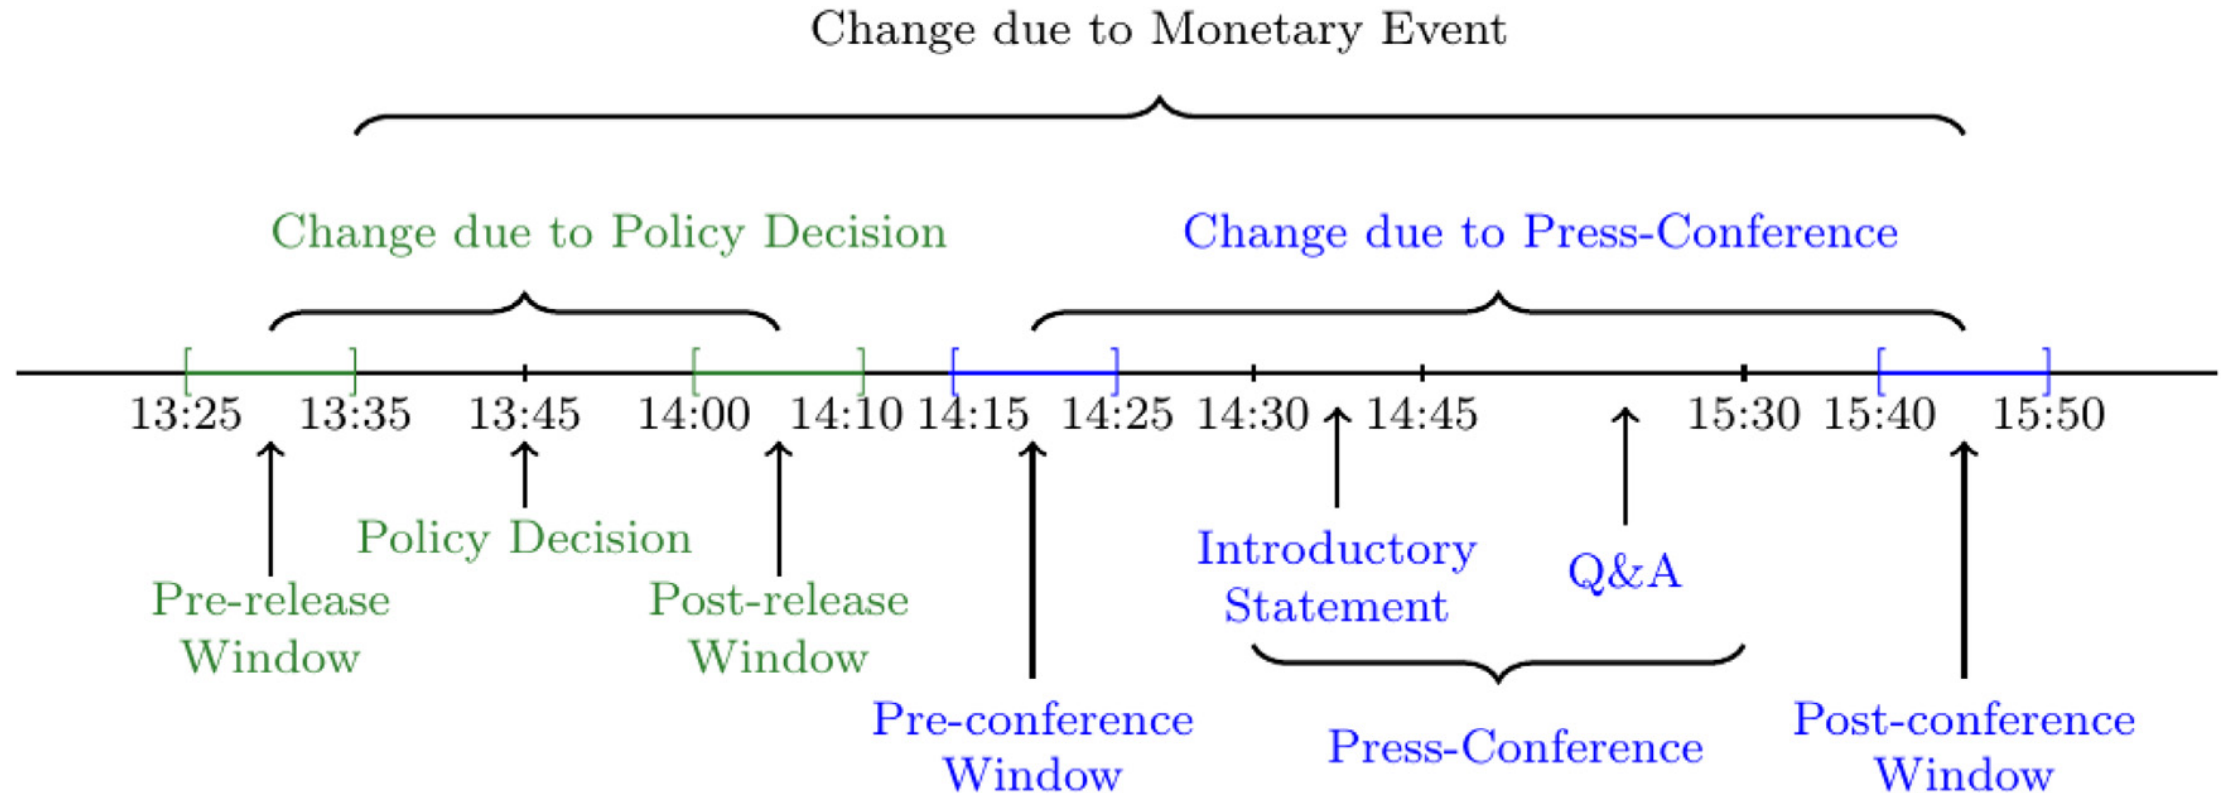 Change due to Monetary Event
Change due to Policy Decision
Change due to Press-Conference
[ ] [ ] [ ] [ ]
13:25 13:35 13:45 14:00 14:10 14:15 14:25 14:30 14:45 15:30 15:40 15:50
Policy Decision
Pre-release
Window
Post-release
Window
Introductory
Statement
Q&A
Pre-conference
Window
Press-Conference
Post-conference
Window